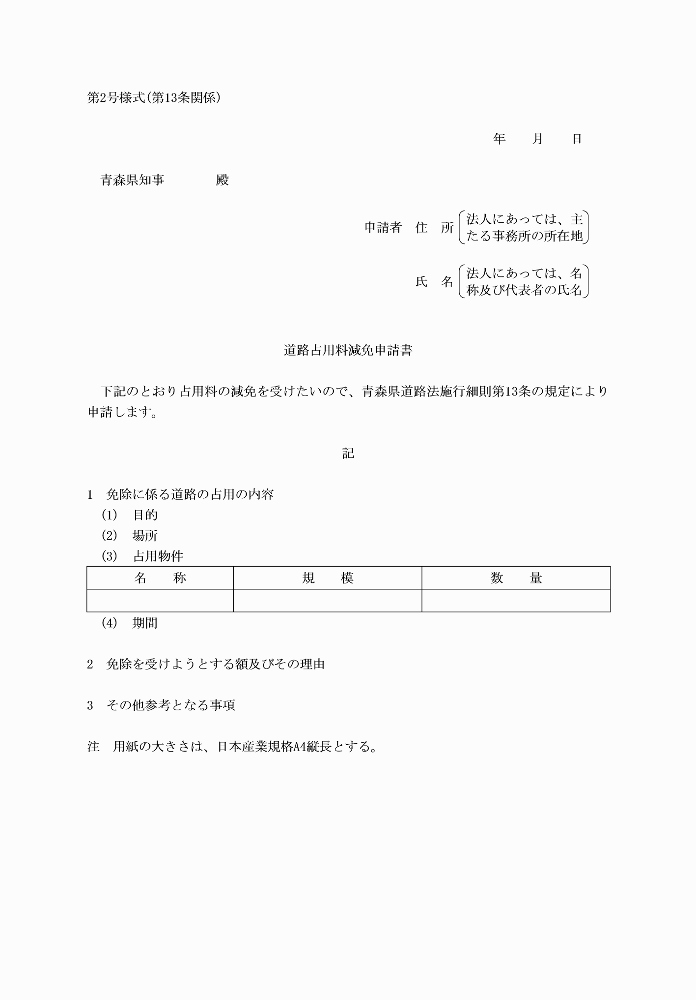 第2号様式(第13条関係)
年　　月　　日
青森県知事　　　　殿
申請者　住　所 法人にあっては、主
たる事務所の所在地
氏　名 法人にあっては、名
称及び代表者の氏名
道路占用料減免申請書
下記のとおり占用料の減免を受けたいので、青森県道路法施行細則第13条の規定により
申請します。
記
1　免除に係る道路の占用の内容
(1)　目的
(2)　場所
(3)　占用物件
名　　称　規　　模　数　　量
(4)　期間
2　免除を受けようとする額及びその理由
3　その他参考となる事項
注　用紙の大きさは、日本産業規格A4縦長とする。